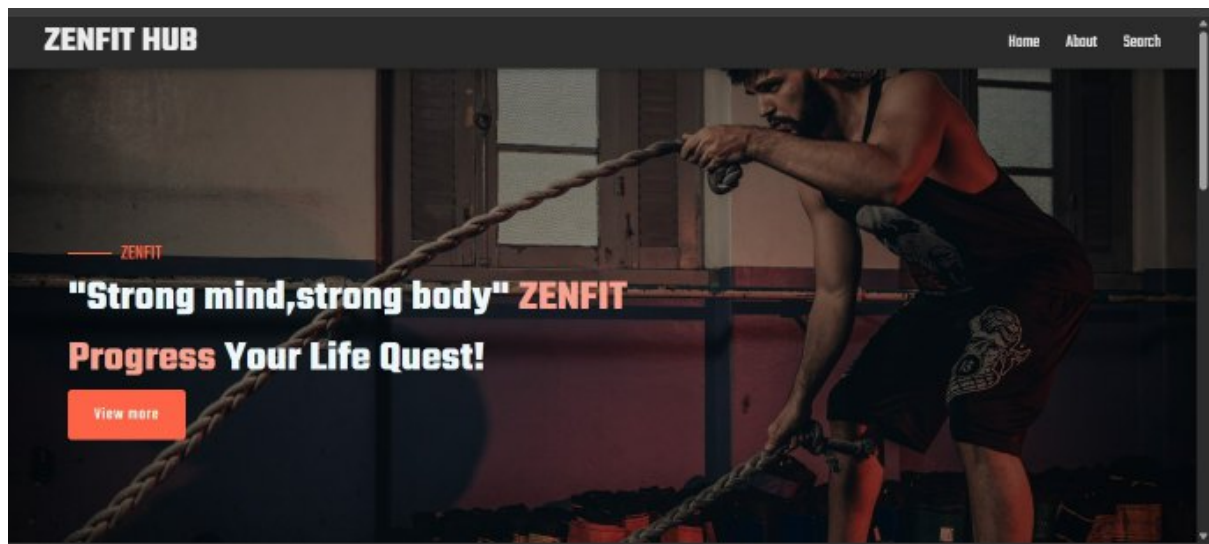 ZENFIT HUB
Home About Search
ZENFIT
"Strong mind,strong body" ZENFIT
Progress Your Life Quest!
View more